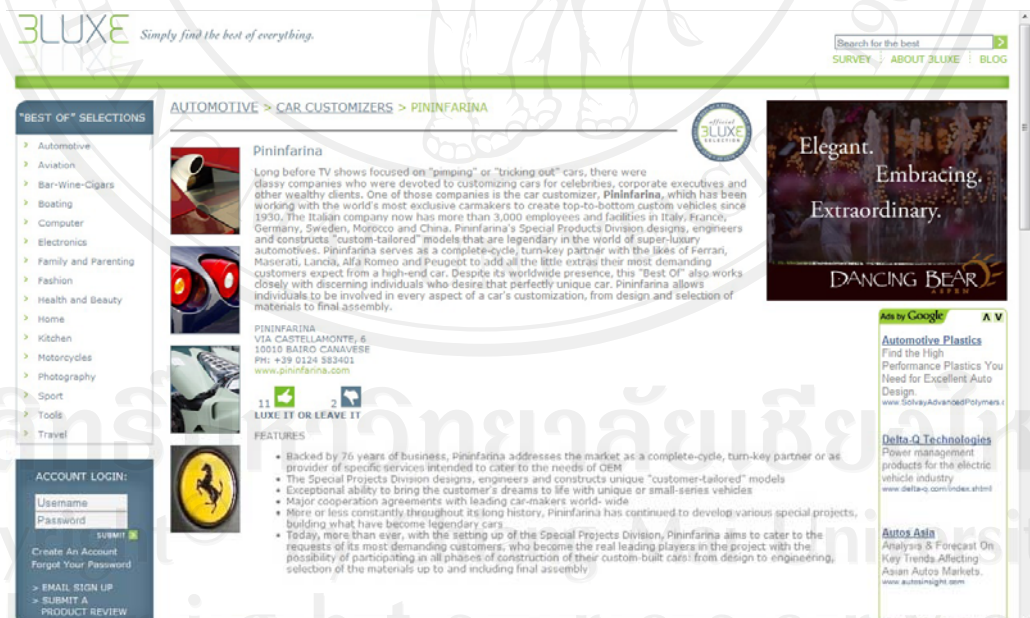 3LUXE Simply find the best of everything.
Search for the best
SURVEY ABOUT 3LUXE BLOG
"BEST OF" SELECTIONS
Automotive
Aviation
Bar-Wine-Cigars
Boating
Computer
Electronics
Family and Parenting
Fashion
Health and Beauty
Home
Kitchen
Motorcycles
Photography
Sport
Tools
Travel
ACCOUNT LOGIN:
Username
Password
SUBMIT
Create An Account
Forgot Your Password
> EMAIL SIGN UP
> SUBMIT A
PRODUCT REVIEW
AUTOMOTIVE > CAR CUSTOMIZERS > PININFARINA
official
3LUXE
SELECTION
Pininfarina
Long before TV shows focused on "pimping" or "tricking out" cars, there were
classy companies who were devoted to customizing cars for celebrities, corporate executives and
other wealthy clients. One of those companies is the car customizer, Pininfarina, which has been
working with the world's most exclusive carmakers to create top-to-bottom custom vehicles since
1930. The Italian company now has more than 3,000 employees and facilities in Italy, France,
Germany, Sweden, Morocco and China. Pininfarina's Special Products Division designs, engineers
and constructs "custom-tailored" models that are legendary in the world of super-luxury
automotives. Pininfarina serves as a complete-cycle, turn-key partner with the likes of Ferrari,
Maserati, Lancia, Alfa Romeo and Peugeot to add all the little extras their most demanding
customers expect from a high-end car. Despite its worldwide presence, this "Best Of" also works
closely with discerning individuals who desire that perfectly unique car. Pininfarina allows
individuals to be involved in every aspect of a car's customization, from design and selection of
materials to final assembly.
PININFARINA
VIA CASTELLAMONTE, 6
10010 BAIRO CANAVESE
PH: +39 0124 583401
www.pininfarina.com
11 2
LUXE IT OR LEAVE IT
FEATURES
• Backed by 76 years of business, Pininfarina addresses the market as a complete-cycle, turn-key partner or as
provider of specific services intended to cater to the needs of OEM
• The Special Projects Division designs, engineers and constructs unique "customer-tailored" models
• Exceptional ability to bring the customer's dreams to life with unique or small-series vehicles
• Major cooperation agreements with leading car-makers world- wide
• More or less constantly throughout its long history, Pininfarina has continued to develop various special projects,
building what have become legendary cars
• Today, more than ever, with the setting up of the Special Projects Division, Pininfarina aims to cater to the
requests of its most demanding customers, who become the real leading players in the project with the
possibility of participating in all phases of construction of their custom-built cars: from design to engineering,
selection of the materials up to and including final assembly
Elegant.
Embracing.
Extraordinary.
DANCING BEAR
ASPEN
Ads by Google
Automotive Plastics
Find the High
Performance Plastics You
Need for Excellent Auto
Design.
www.SolvayAdvancedPolymers.c
Delta-Q Technologies
Power management
products for the electric
vehicle industry
www.delta-q.com/index.shtml
Autos Asia
Analysis & Forecast On
Key Trends Affecting
Asian Autos Markets.
www.autosinsight.com